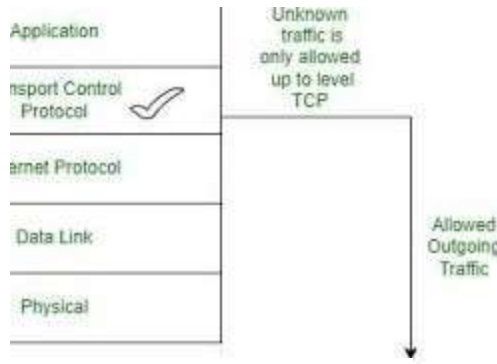 Application
nsport Control
Protocol
ernet Protocol
Data Link
Physical
Unknown
traffic is
only allowed
up to level
TCP
Allowed
Outgoing
Traffic